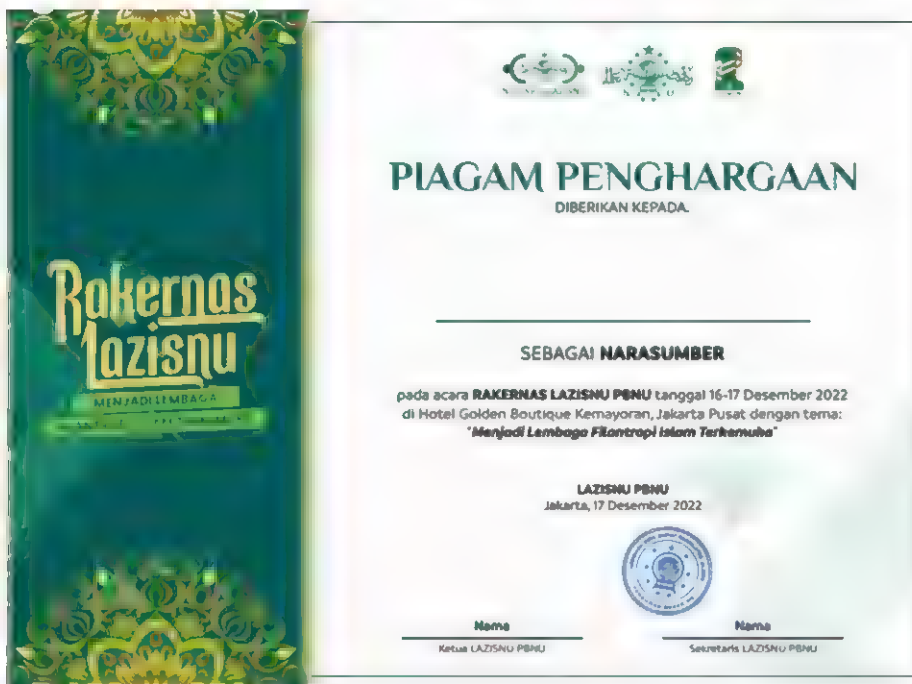 Rakernas
Lazisnu
MENJADI LEMBAGA
PIAGAM PENGHARGAAN
DIBERIKAN KEPADA
SEBAGAI NARASUMBER
pada acara RAKERNAS LAZISNU PBNU tanggal 16-17 Desember 2022
di Hotel Golden Boutique Kemayoran, Jakarta Pusat dengan tema:
"Menjadi Lembaga Filantropi Islam Terkemuka"
LAZISNU PBNU
Jakarta, 17 Desember 2022
Nama
Ketua LAZISNU PBNU
Nama
Sekretaris LAZISNU PBNU